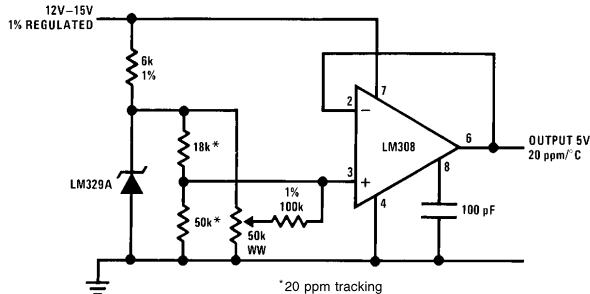 12V–15V
1% REGULATED
6k
1%
7
2
−
LM308
6
OUTPUT 5V
20 ppm/°C
18k*
3
+
8
LM329A
1%
100k
4
50k*
50k
WW
100 pF
*20 ppm tracking